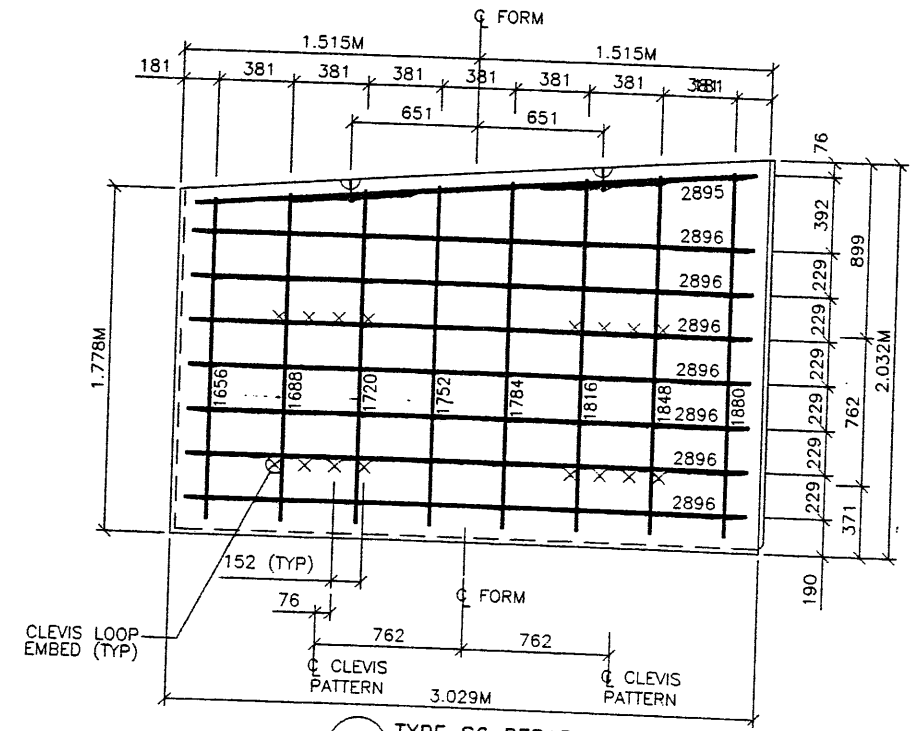 ℄ FORM
1.515M
1.515M
181
381
381
381
381
381
381
651
651
76
2895
392
899
2896
229
2896
229
2896
229
1.778M
2.032M
2896
229
1656
1688
1720
1752
1784
1816
1848
1880
2896
229
762
2896
229
2896
229
371
190
152 (TYP)
76
℄ FORM
CLEVIS LOOP
EMBED (TYP)
762
762
℄ CLEVIS
PATTERN
℄ CLEVIS
PATTERN
3.029M